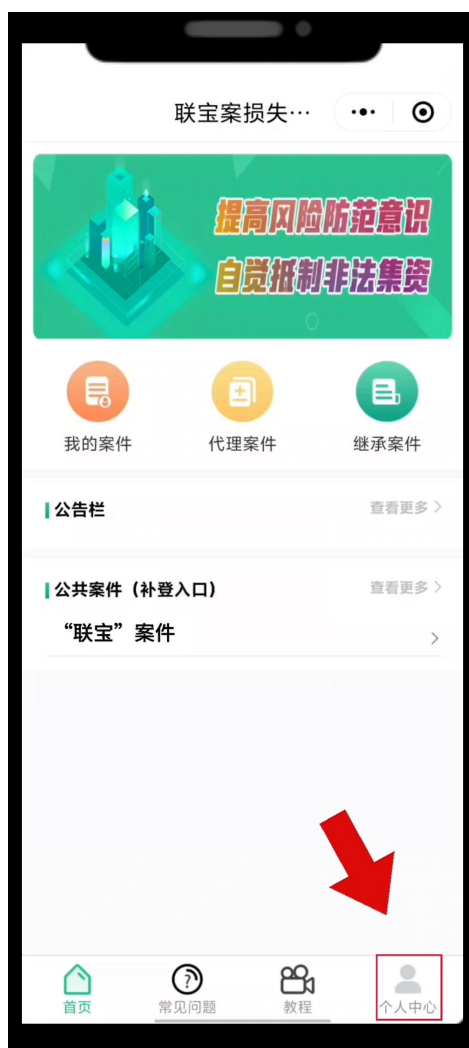 联宝案损失…
提高风险防范意识
自觉抵制非法集资
我的案件 代理案件 继承案件
公告栏 查看更多
公共案件（补登入口） 查看更多
“联宝”案件
首页 常见问题 教程 个人中心